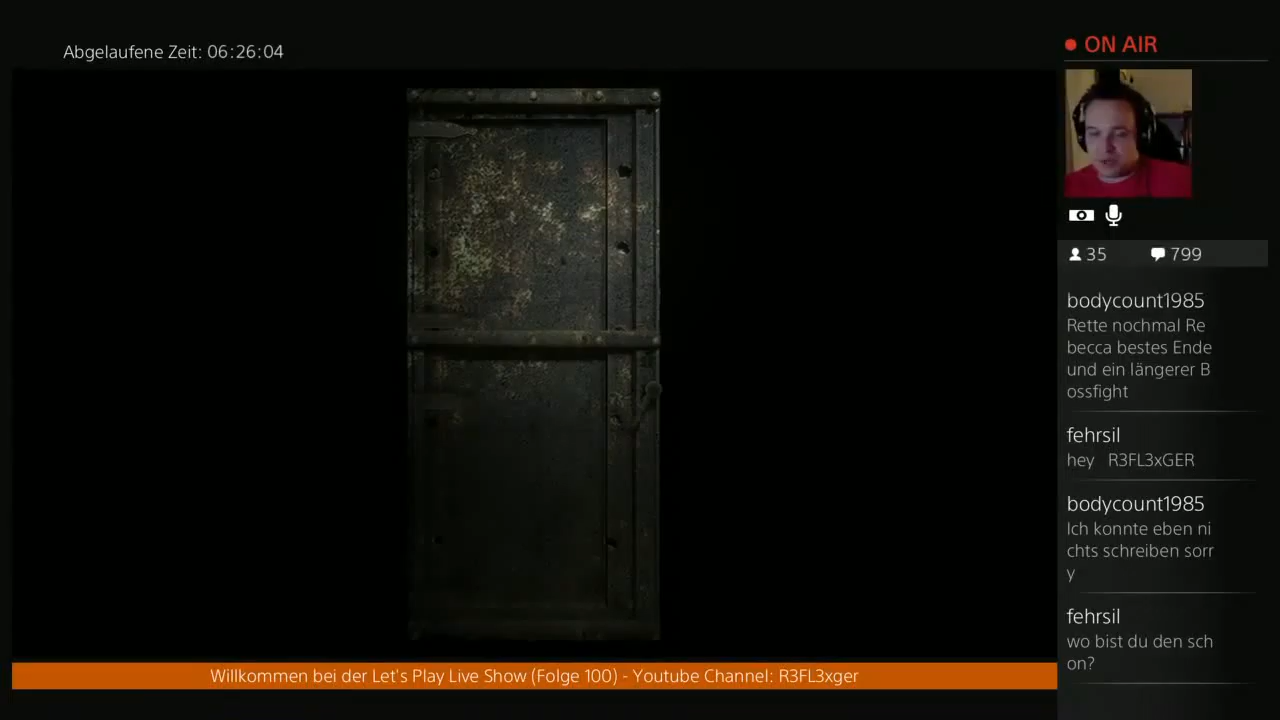 Abgelaufene Zeit: 06:26:04
ON AIR
35 799
bodycount1985
Rette nochmal Re
becca bestes Ende
und ein längerer B
ossfight
fehrsil
hey R3FL3xGER
bodycount1985
Ich konnte eben ni
chts schreiben sorr
y
fehrsil
wo bist du den sch
on?
Willkommen bei der Let's Play Live Show (Folge 100) - Youtube Channel: R3FL3xger